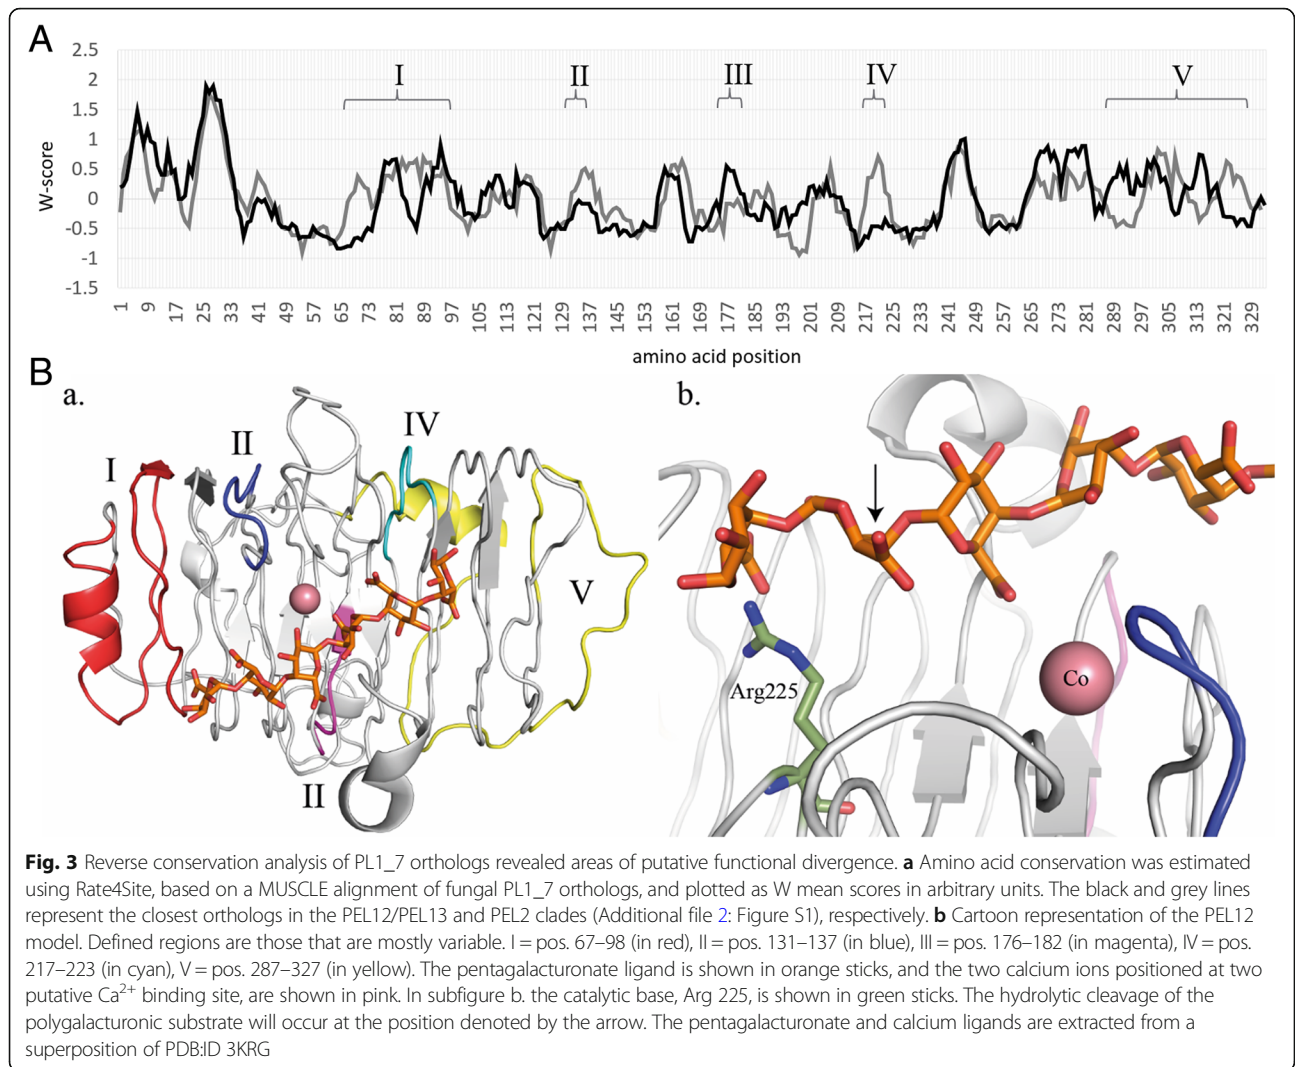 A
2.5
2
1.5
1
0.5
0
-0.5
-1
-1.5
W-score
I
II
III
IV
V
1 9 17 25 33 41 49 57 65 73 81 89 97 105 113 121 129 137 145 153 161 169 177 185 193 201 209 217 225 233 241 249 257 265 273 281 289 297 305 313 321 329
amino acid position
B
a.
I
II
IV
V
II
b.
Arg225
Co
Fig. 3 Reverse conservation analysis of PL1_7 orthologs revealed areas of putative functional divergence. a Amino acid conservation was estimated
using Rate4Site, based on a MUSCLE alignment of fungal PL1_7 orthologs, and plotted as W mean scores in arbitrary units. The black and grey lines
represent the closest orthologs in the PEL12/PEL13 and PEL2 clades (Additional file 2: Figure S1), respectively. b Cartoon representation of the PEL12
model. Defined regions are those that are mostly variable. I = pos. 67–98 (in red), II = pos. 131–137 (in blue), III = pos. 176–182 (in magenta), IV = pos.
217–223 (in cyan), V = pos. 287–327 (in yellow). The pentagalacturonate ligand is shown in orange sticks, and the two calcium ions positioned at two
putative Ca2+ binding site, are shown in pink. In subfigure b. the catalytic base, Arg 225, is shown in green sticks. The hydrolytic cleavage of the
polygalacturonic substrate will occur at the position denoted by the arrow. The pentagalacturonate and calcium ligands are extracted from a
superposition of PDB:ID 3KRG